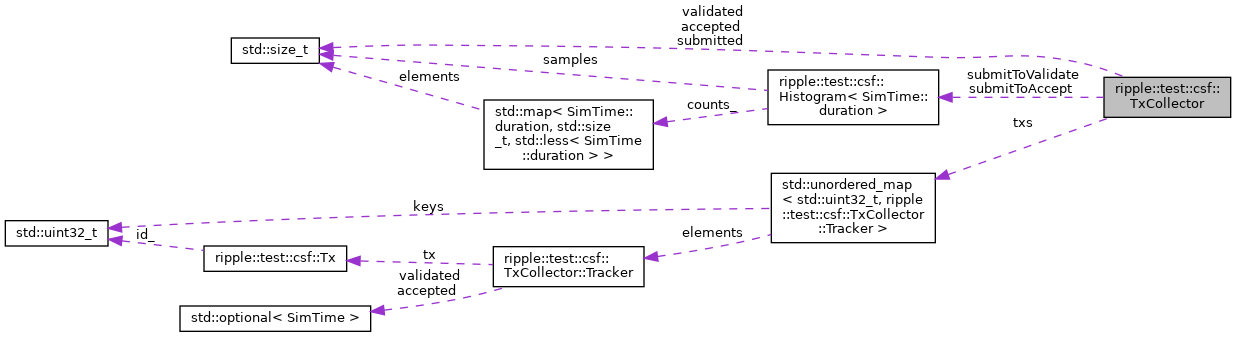 validated
accepted
submitted
std::size_t
samples
elements
submitToValidate
submitToAccept
ripple::test::csf::
TxCollector
ripple::test::csf::
Histogram< SimTime::
duration >
counts_
std::map< SimTime::
duration, std::size
_t, std::less< SimTime
::duration > >
txs
std::unordered_map
< std::uint32_t, ripple
::test::csf::TxCollector
::Tracker >
keys
std::uint32_t
id_
elements
ripple::test::csf::Tx
tx
ripple::test::csf::
TxCollector::Tracker
validated
accepted
std::optional< SimTime >